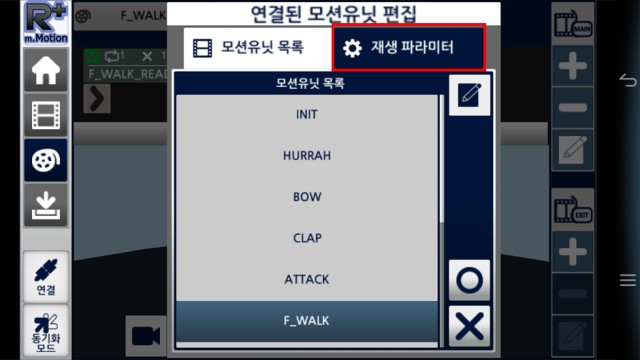 R+
m.Motion
F_WALK
연결된 모션유닛 편집
MAIN
모션유닛 목록
재생 파라미터
1
1
F_WALK_READ
모션유닛 목록
INIT
HURRAH
BOW
CLAP
ATTACK
F_WALK
EXIT
연결
동기화
모드